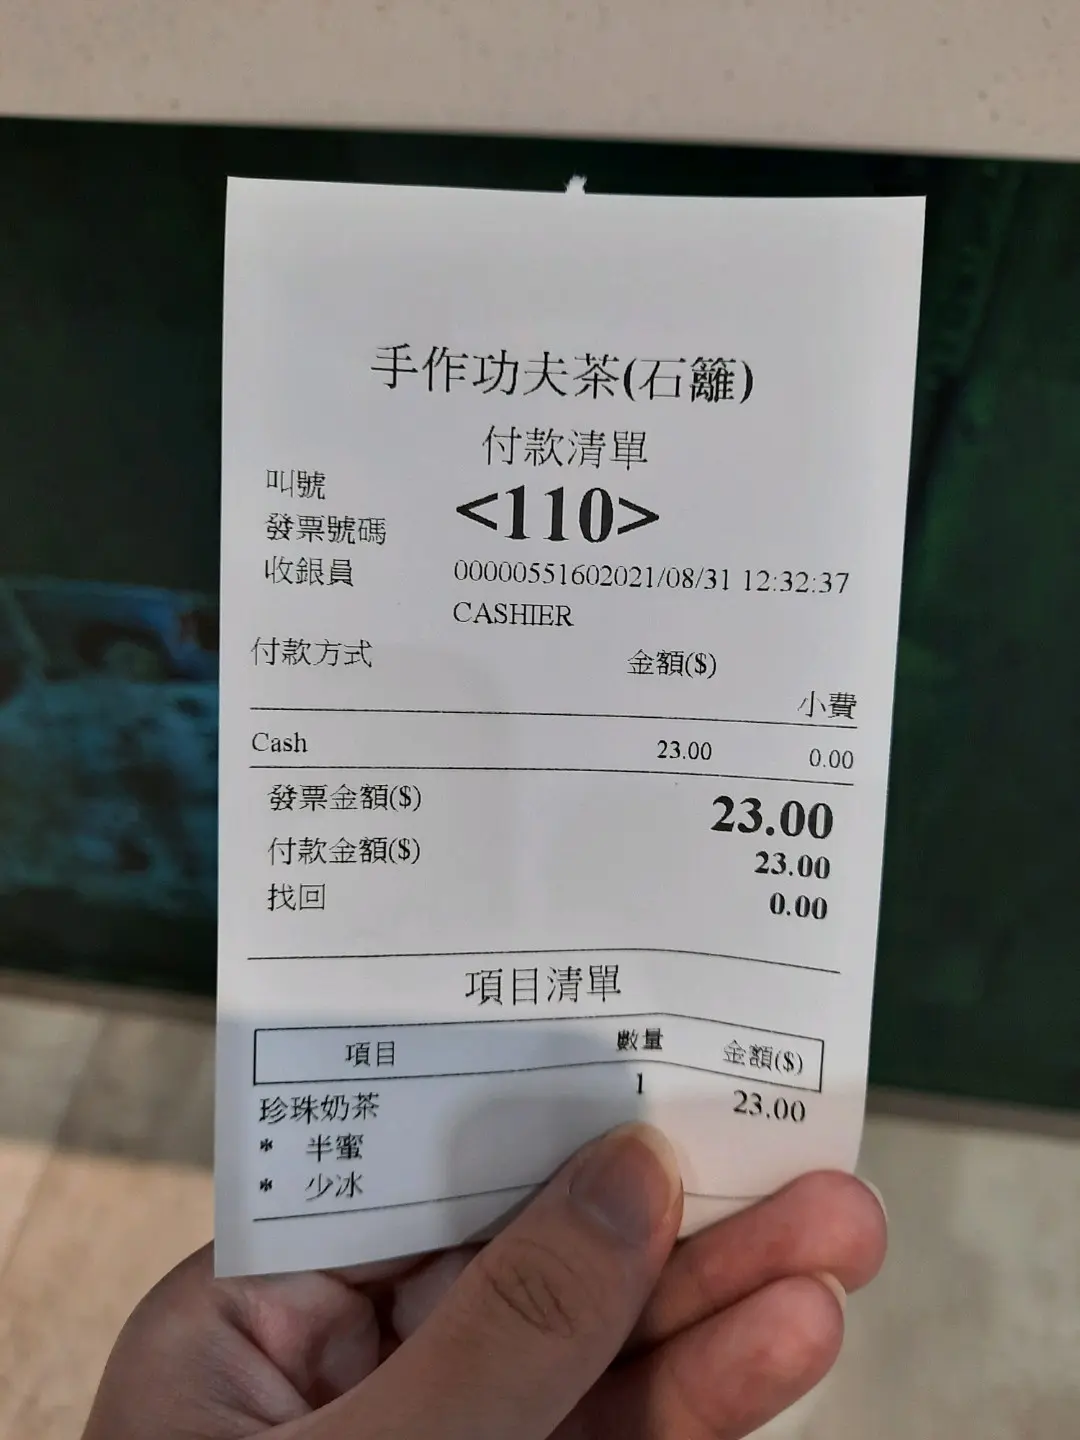 手作功夫茶(石籬)
付款清單
叫號 <110>
發票號碼
收銀員 00000551602021/08/31 12:32:37
CASHIER
付款方式 金額($)
小費
Cash 23.00 0.00
發票金額($) 23.00
付款金額($) 23.00
找回 0.00
項目清單
項目 數量 金額($)
珍珠奶茶 1 23.00
* 半蜜
* 少冰